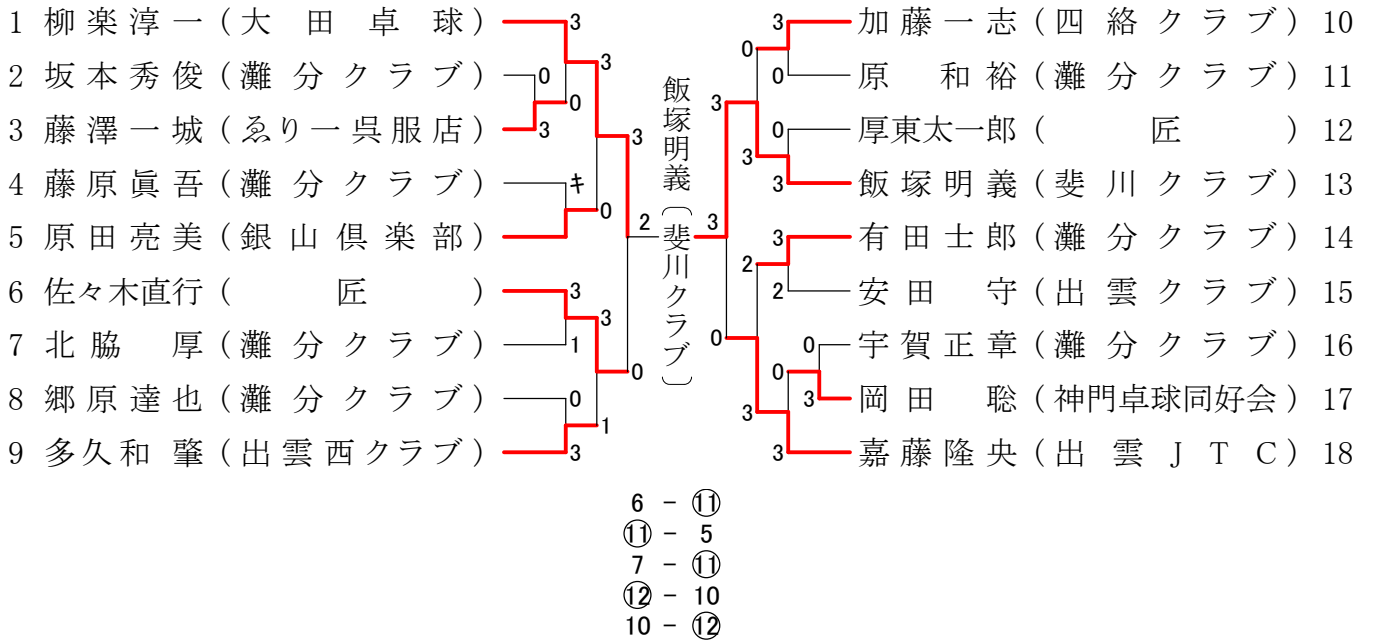 1 柳楽淳一(大田卓球) 3
2 坂本秀俊(灘分クラブ) 0
3 藤澤一城(ゑり一呉服店) 3
0
3
4 藤原眞吾(灘分クラブ) キ
5 原田亮美(銀山倶楽部)
0
3
6 佐々木直行(匠) 3
7 北脇厚(灘分クラブ) 1
3
8 郷原達也(灘分クラブ) 0
9 多久和肇(出雲西クラブ) 3
1
0
2
飯塚明義〔斐川クラブ〕
3
3 加藤一志(四絡クラブ) 10
0 原和裕(灘分クラブ) 11
0
0 厚東太一郎(匠) 12
3 飯塚明義(斐川クラブ) 13
3
3
3 有田士郎(灘分クラブ) 14
2 安田守(出雲クラブ) 15
2
0 宇賀正章(灘分クラブ) 16
3 岡田聡(神門卓球同好会) 17
0
3 嘉藤隆央(出雲JTC) 18
3
0
6 - ⑪
⑪ - 5
7 - ⑪
⑫ - 10
10 - ⑫